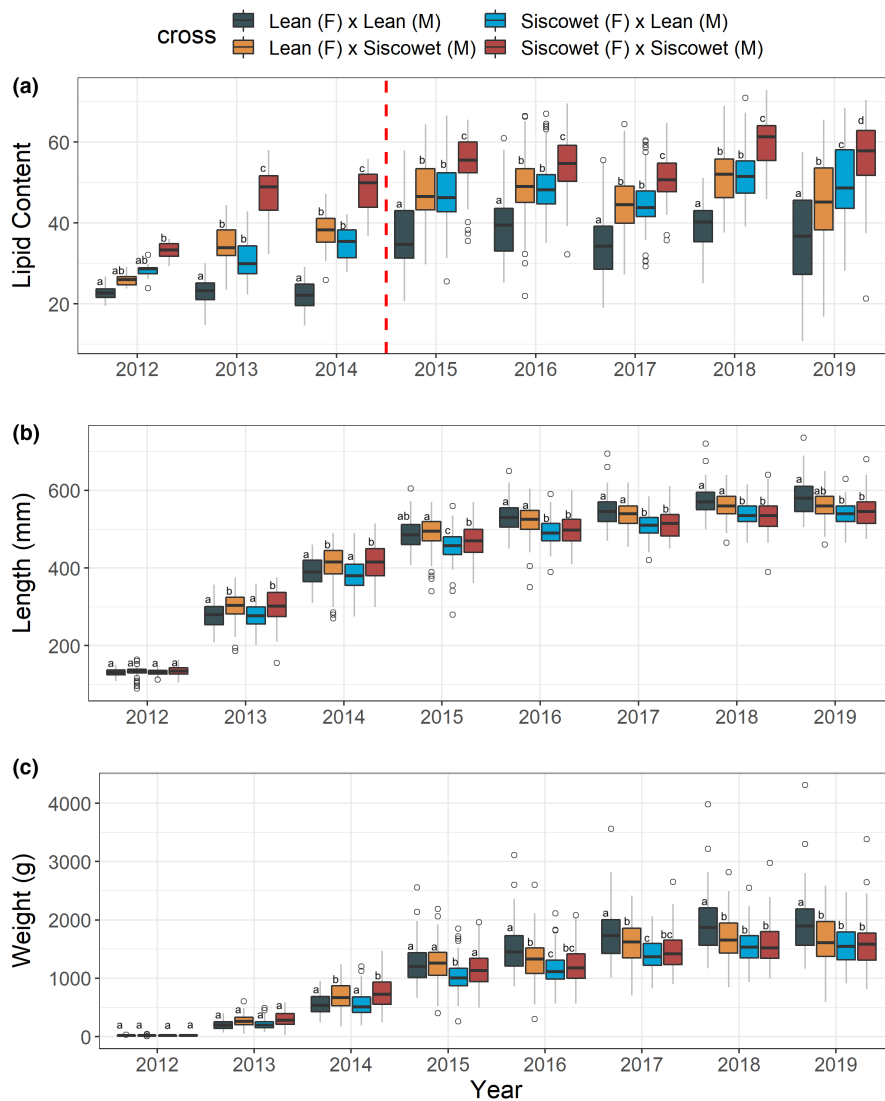 cross
Lean (F) x Lean (M) Siscowet (F) x Lean (M)
Lean (F) x Siscowet (M) Siscowet (F) x Siscowet (M)
(a)
Lipid Content
60
40
20
a ab ab b
a b b c
a b b c
a b b c
a b b c
a b b c
a b b c
a b c d
2012 2013 2014 2015 2016 2017 2018 2019
(b)
Length (mm)
600
400
200
a a a a
a b a b
a b a b
ab a c b
a a b b
a a b b
a a b b
a ab b b
2012 2013 2014 2015 2016 2017 2018 2019
(c)
Weight (g)
4000
3000
2000
1000
0
a a a a
a a a a
a b a b
a a b a
a b c bc
a b c bc
a b b b
a b b b
2012 2013 2014 2015 2016 2017 2018 2019
Year